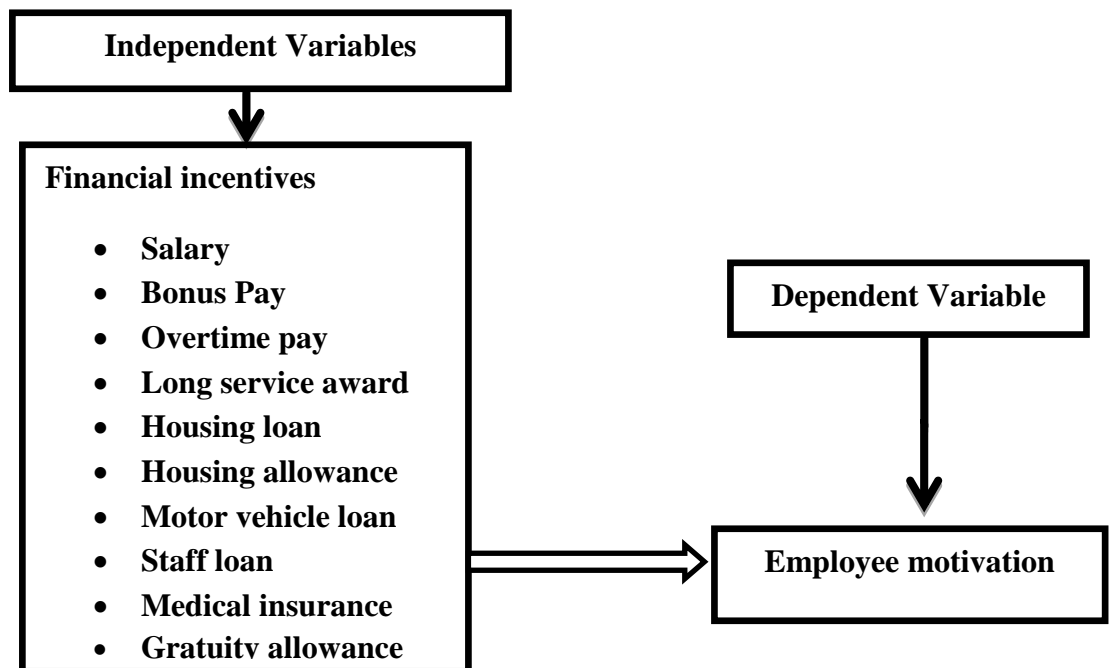 Independent Variables
Financial incentives
• Salary
• Bonus Pay
• Overtime pay
• Long service award
• Housing loan
• Housing allowance
• Motor vehicle loan
• Staff loan
• Medical insurance
• Gratuity allowance
Dependent Variable
Employee motivation